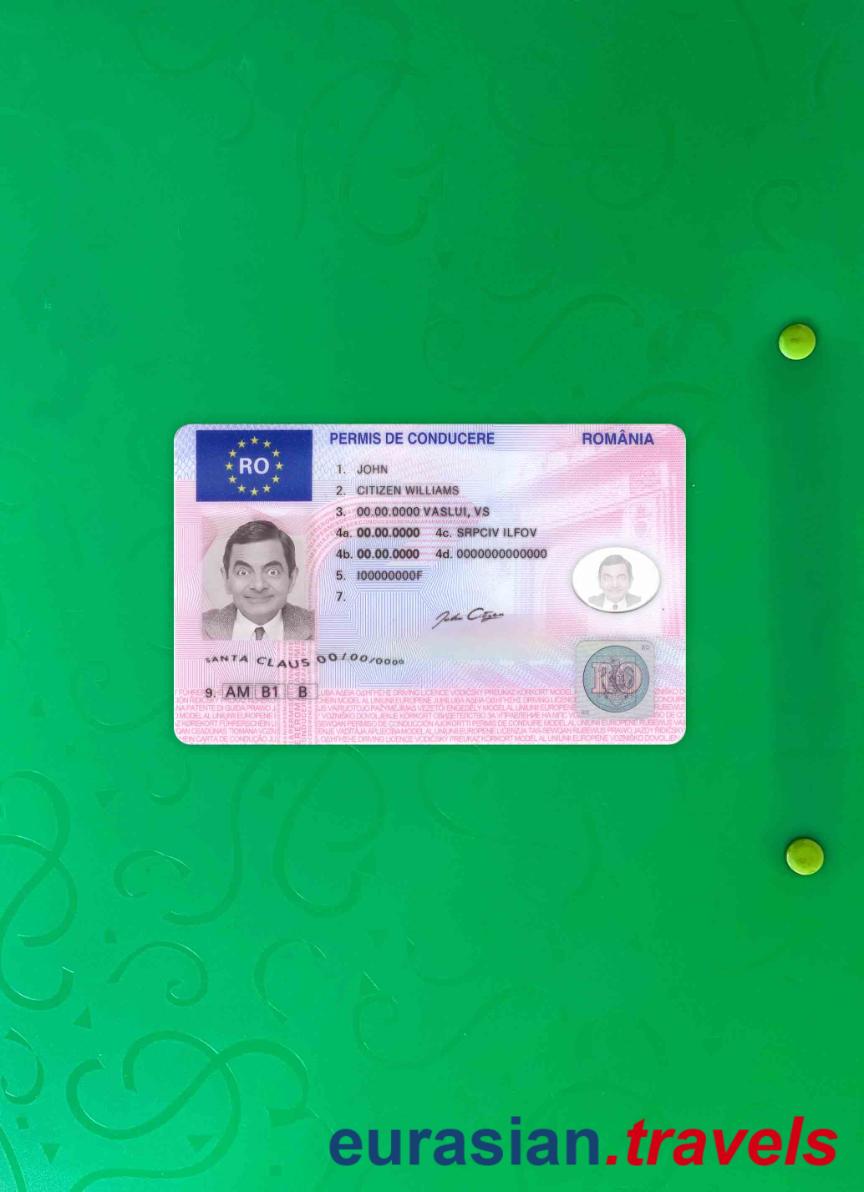 RO
PERMIS DE CONDUCERE ROMÂNIA
1. JOHN
2. CITIZEN WILLIAMS
3. 00.00.0000 VASLUI, VS
4a. 00.00.0000 4c. SRPCIV ILFOV
4b. 00.00.0000 4d. 0000000000000
5. I00000000F
7.
John Citizen
SANTA CLAUS 00/00/0000
RO
9. AM B1 B
eurasian.travels